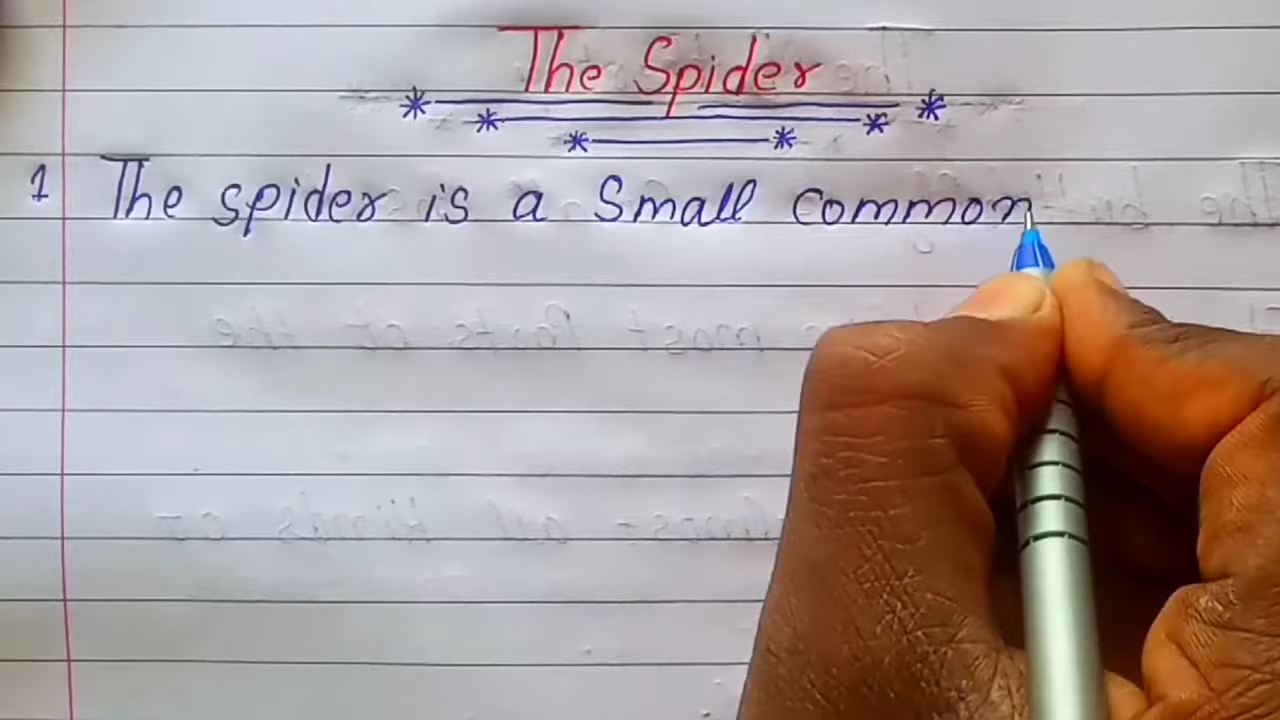 The Spider
1 The spider is a Small common